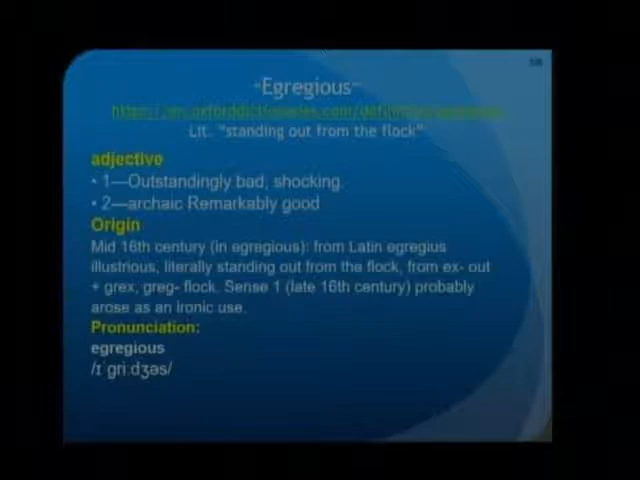 "Egregious"
https://en.oxforddictionaries.com/definition/egregious
Lit. "standing out from the flock"
adjective
• 1—Outstandingly bad, shocking.
• 2—archaic Remarkably good
Origin
Mid 16th century (in egregious): from Latin egregius
illustrious, literally standing out from the flock, from ex- out
+ grex, greg- flock. Sense 1 (late 16th century) probably
arose as an ironic use.
Pronunciation:
egregious
/ɪˈɡri.dʒəs/